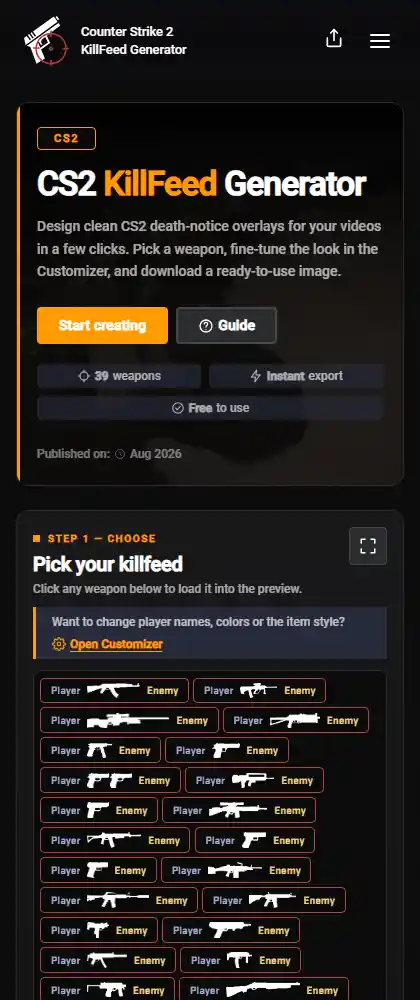 Counter Strike 2
KillFeed Generator
CS2
CS2 KillFeed Generator
Design clean CS2 death-notice overlays for your videos
in a few clicks. Pick a weapon, fine-tune the look in the
Customizer, and download a ready-to-use image.
Start creating
Guide
39 weapons
Instant export
Free to use
Published on: Aug 2026
STEP 1 — CHOOSE
Pick your killfeed
Click any weapon below to load it into the preview.
Want to change player names, colors or the item style?
Open Customizer
Player Enemy Player Enemy
Player Enemy Player Enemy
Player Enemy Player Enemy
Player Enemy Player Enemy
Player Enemy Player Enemy
Player Enemy Player Enemy
Player Enemy Player Enemy
Player Enemy Player Enemy
Player Enemy Player Enemy
Player Enemy Player Enemy
Player Enemy Player Enemy